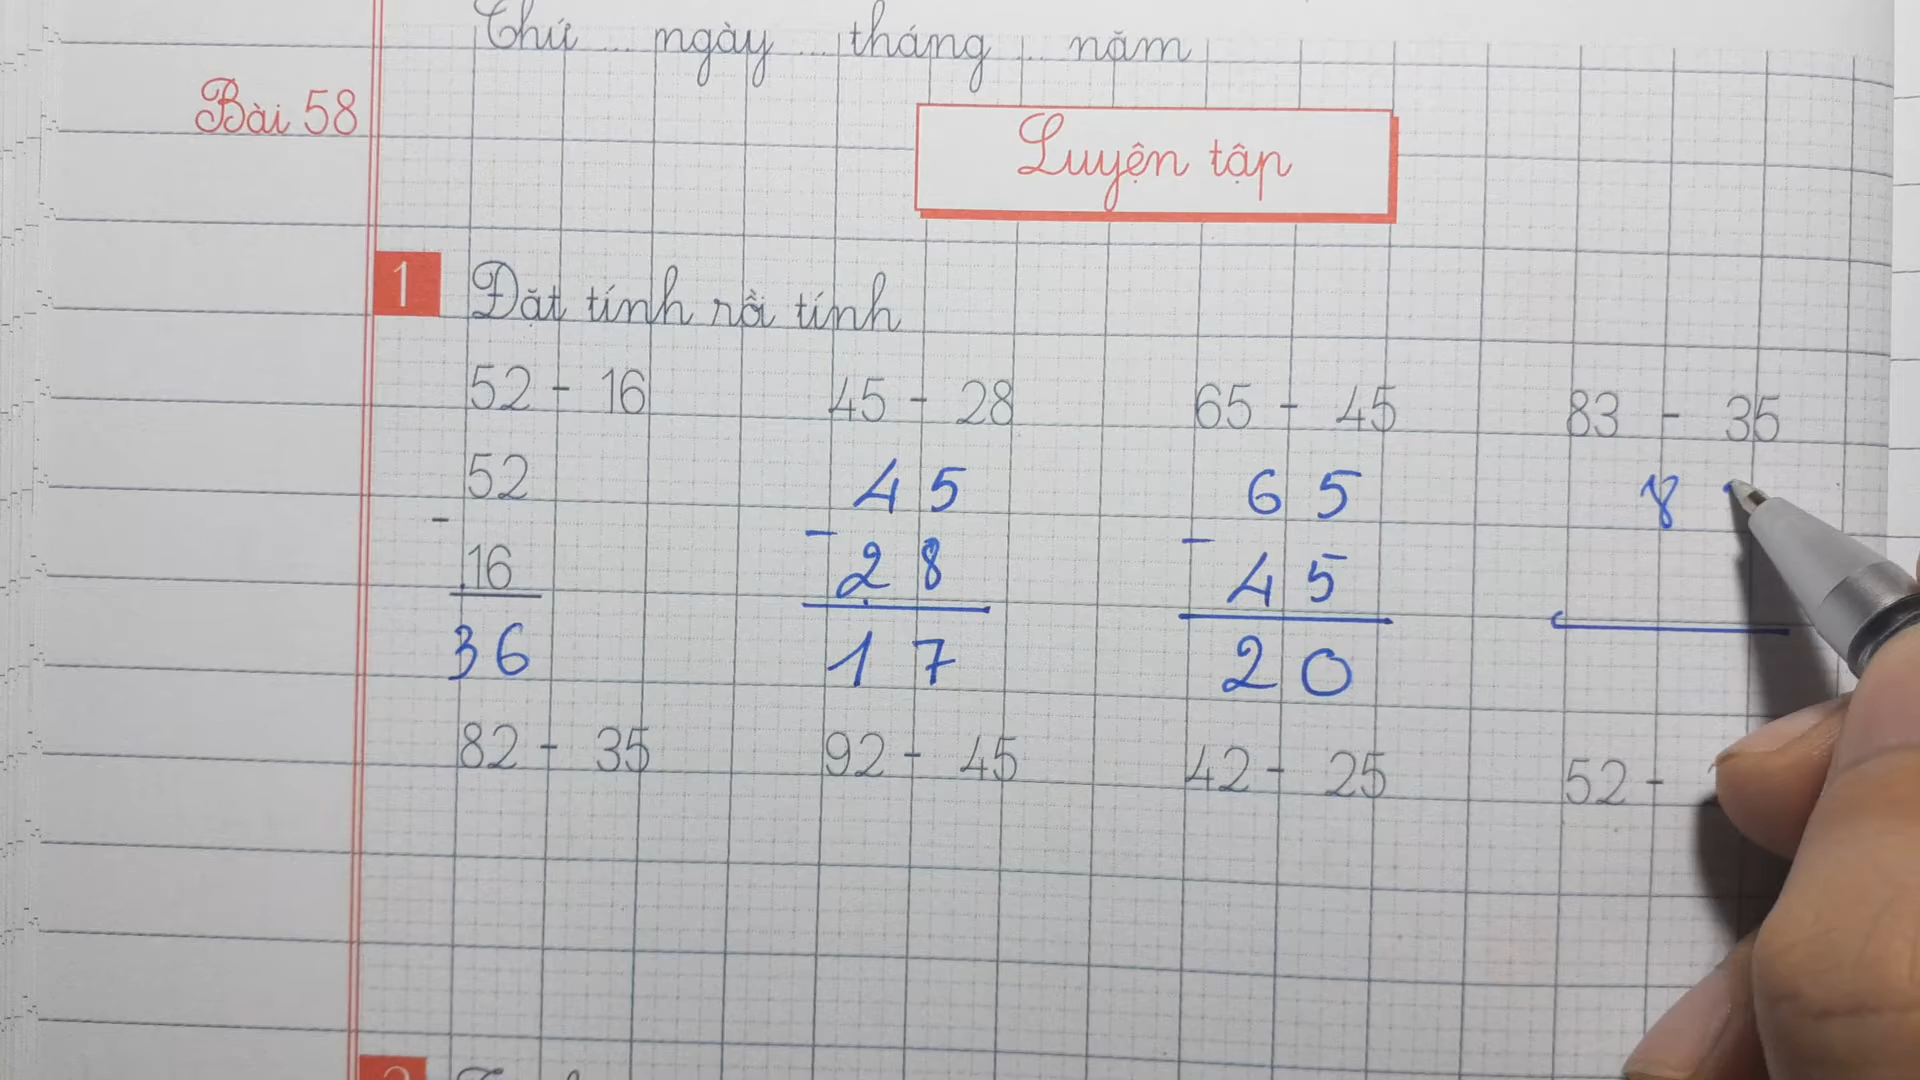 Thứ ... ngày ... tháng ... năm
Bài 58
Luyện tập
1 Đặt tính rồi tính
52 - 16 45 - 28 65 - 45 83 - 35
52 45 65 8
- - -
16 28 45
36 17 20
82 - 35 92 - 45 42 - 25 52 -